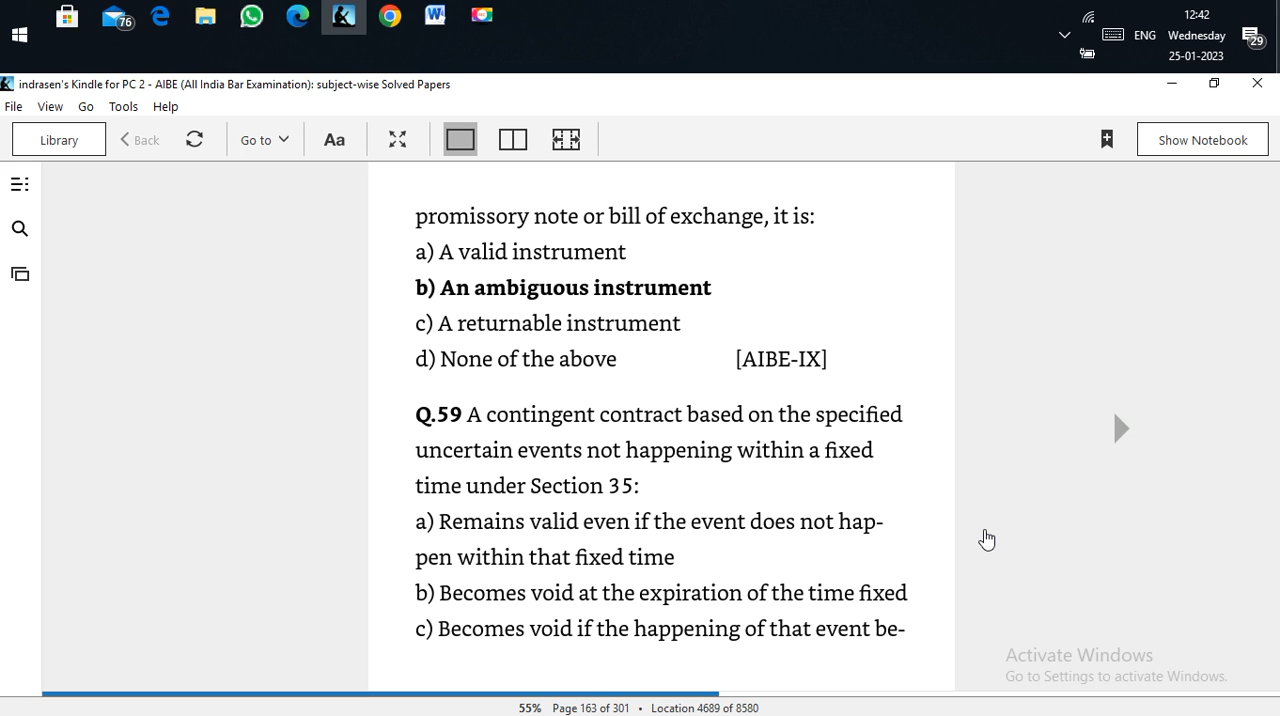 76
12:42
ENG
Wednesday
29
25-01-2023
indrasen's Kindle for PC 2 - AIBE (All India Bar Examination): subject-wise Solved Papers
File View Go Tools Help
Library
Back
Go to
Aa
Show Notebook
promissory note or bill of exchange, it is:
a) A valid instrument
b) An ambiguous instrument
c) A returnable instrument
d) None of the above [AIBE-IX]
Q.59 A contingent contract based on the specified
uncertain events not happening within a fixed
time under Section 35:
a) Remains valid even if the event does not hap-
pen within that fixed time
b) Becomes void at the expiration of the time fixed
c) Becomes void if the happening of that event be-
Activate Windows
Go to Settings to activate Windows.
55% Page 163 of 301 • Location 4689 of 8580